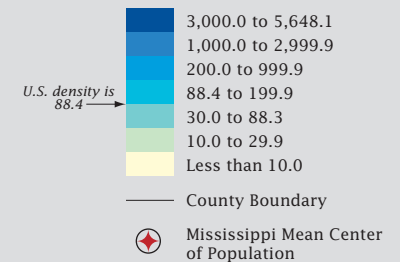 3,000.0 to 5,648.1
1,000.0 to 2,999.9
200.0 to 999.9
U.S. density is
88.4
88.4 to 199.9
30.0 to 88.3
10.0 to 29.9
Less than 10.0
County Boundary
Mississippi Mean Center
of Population